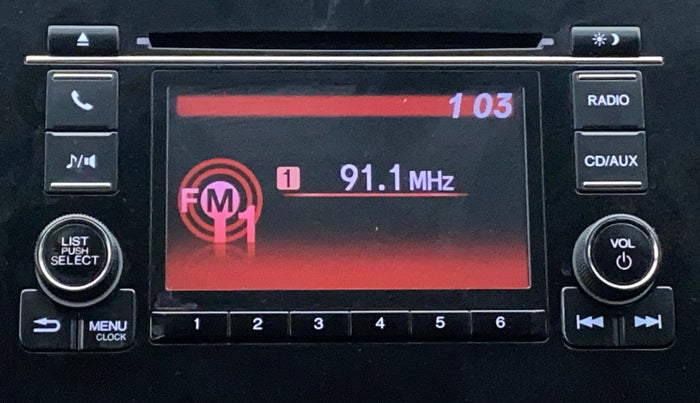 1 03
RADIO
CD/AUX
1 91.1 MHz
FM 1
LIST
PUSH
SELECT
VOL
MENU
CLOCK
1 2 3 4 5 6